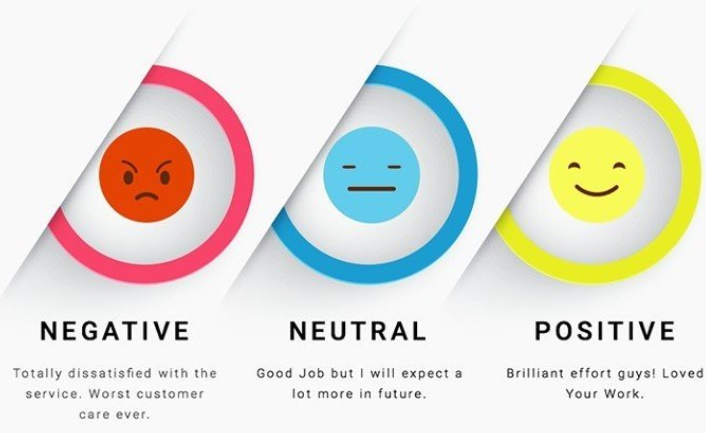 NEGATIVE
Totally dissatisfied with the
service. Worst customer
care ever.
NEUTRAL
Good Job but I will expect a
lot more in future.
POSITIVE
Brilliant effort guys! Loved
Your Work.